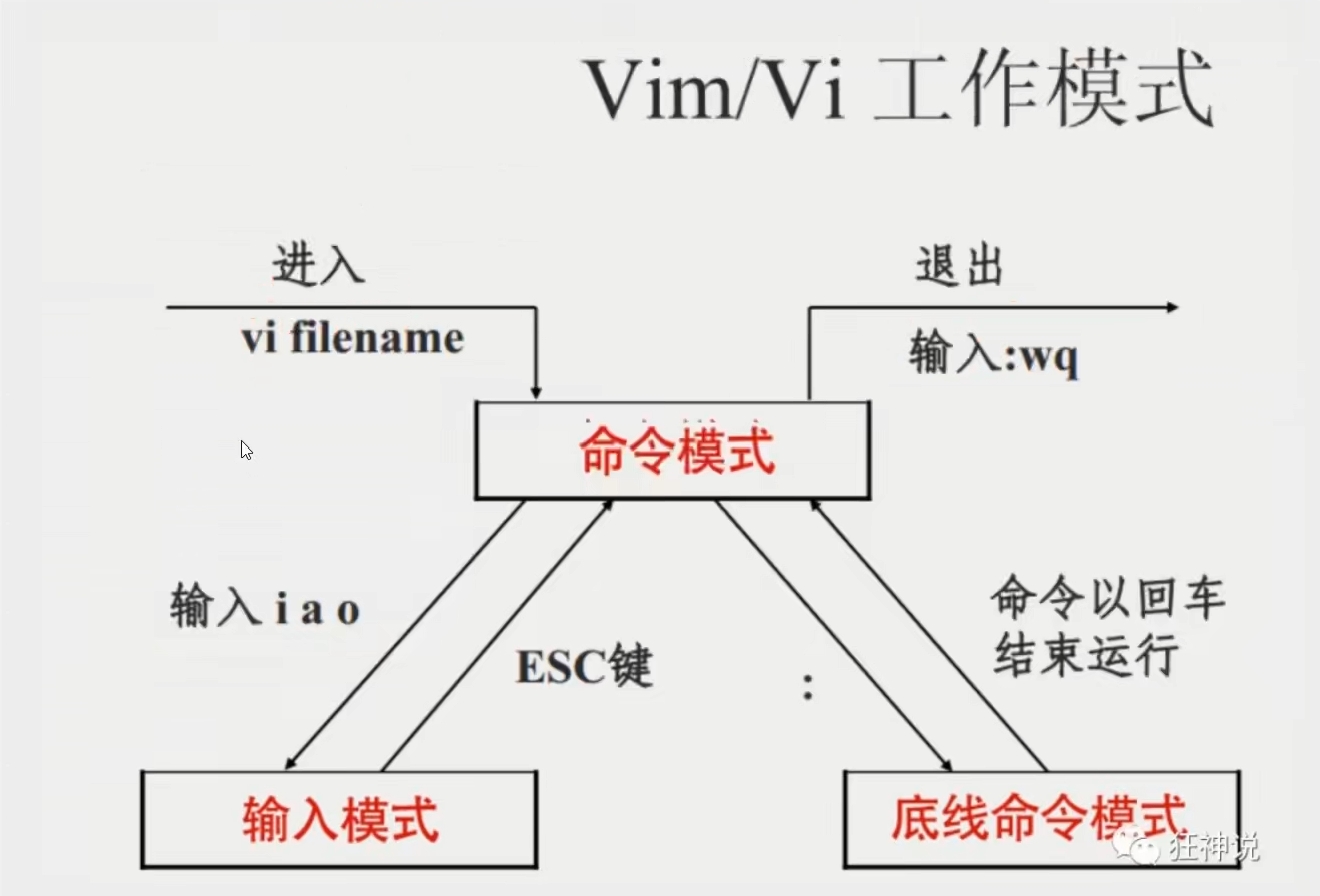 Vim/Vi 工作模式
进入
vi filename
退出
输入:wq
命令模式
输入 i a o
ESC键
:
命令以回车
结束运行
输入模式
底线命令模式
狂神说